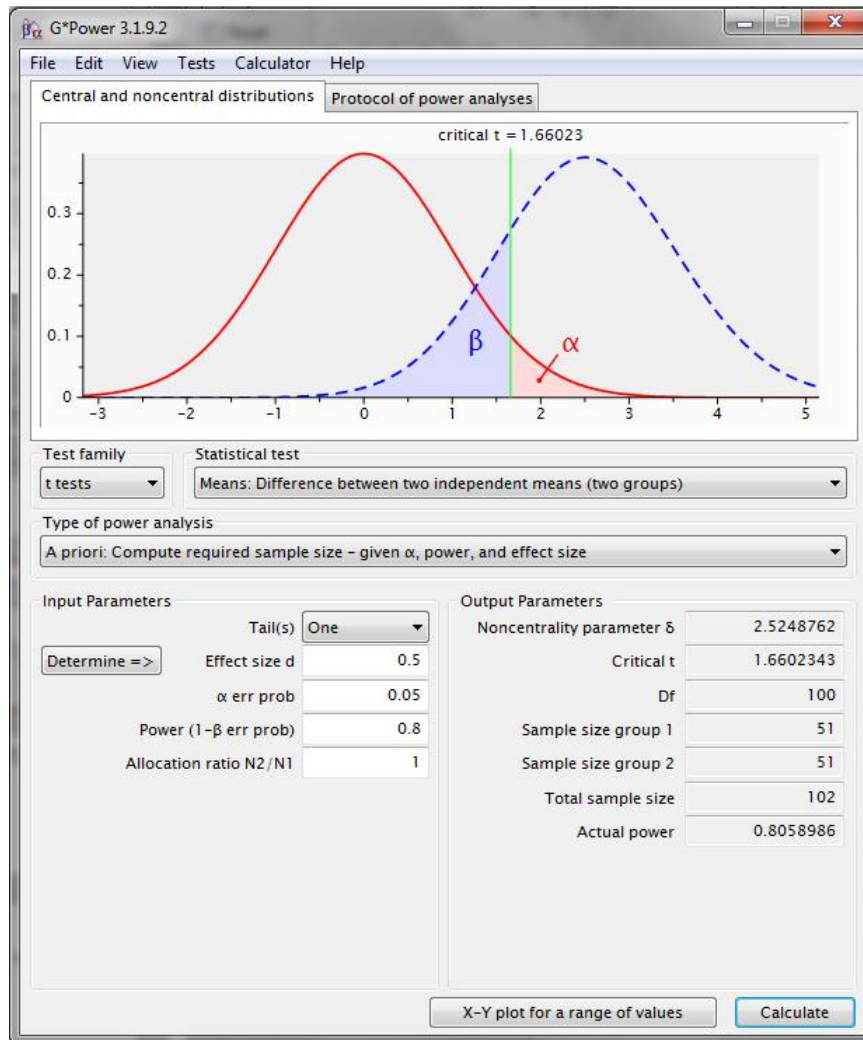 G*Power 3.1.9.2
File Edit View Tests Calculator Help
Central and noncentral distributions Protocol of power analyses
critical t = 1.66023
0.3
0.2
0.1
0
β α
-3 -2 -1 0 1 2 3 4 5
Test family Statistical test
t tests Means: Difference between two independent means (two groups)
Type of power analysis
A priori: Compute required sample size – given α, power, and effect size
Input Parameters Output Parameters
Tail(s) One Noncentrality parameter δ 2.5248762
Determine => Effect size d 0.5 Critical t 1.6602343
α err prob 0.05 Df 100
Power (1-β err prob) 0.8 Sample size group 1 51
Allocation ratio N2/N1 1 Sample size group 2 51
Total sample size 102
Actual power 0.8058986
X-Y plot for a range of values Calculate